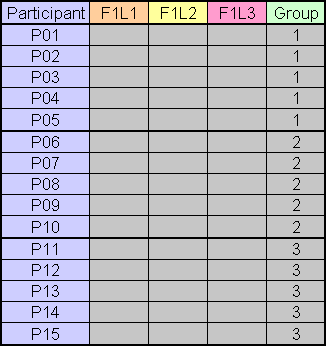 Participant F1L1 F1L2 F1L3 Group
P01 1
P02 1
P03 1
P04 1
P05 1
P06 2
P07 2
P08 2
P09 2
P10 2
P11 3
P12 3
P13 3
P14 3
P15 3